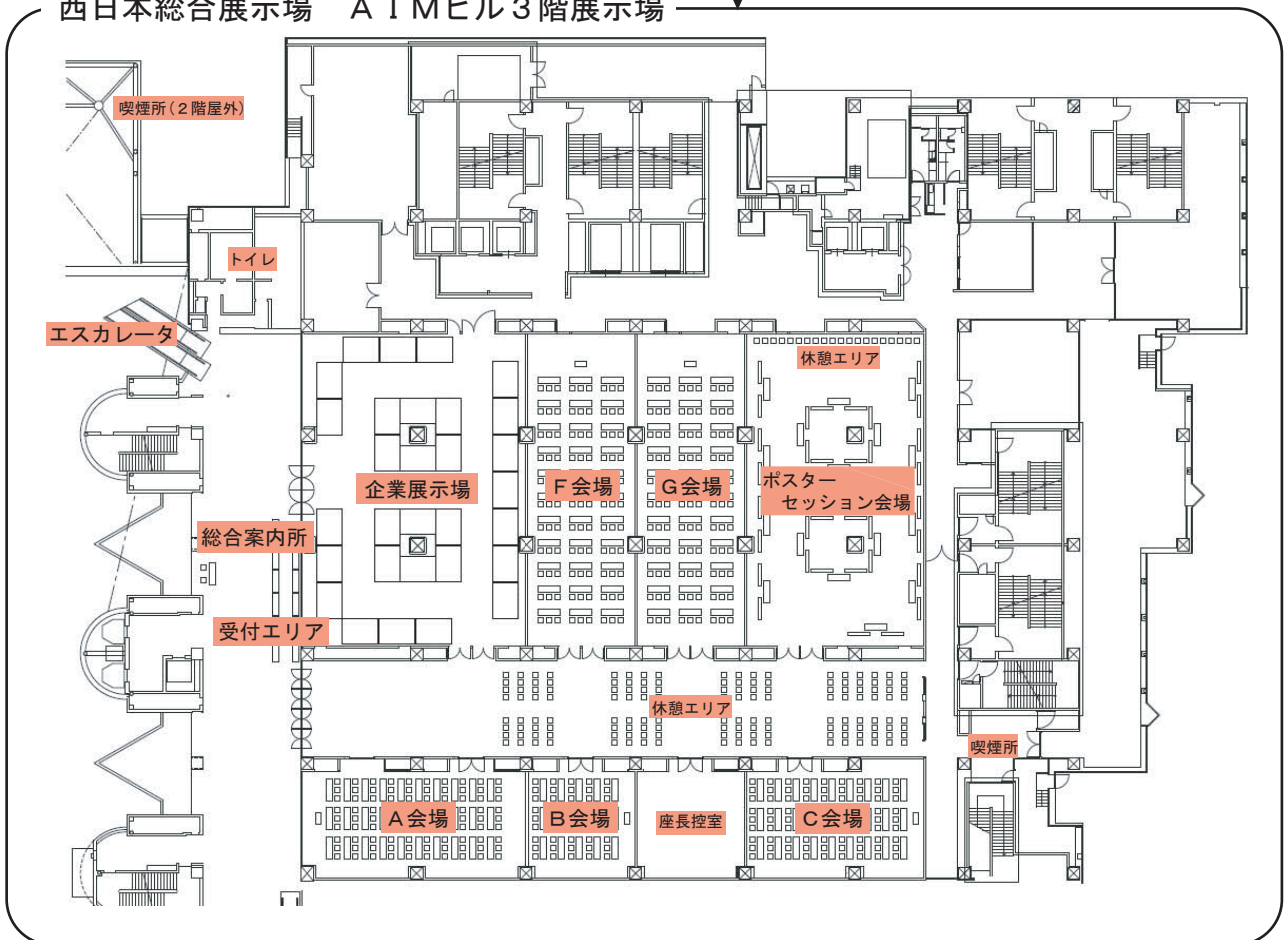 西日本総合展示場　ＡＩＭビル３階展示場
喫煙所（２階屋外）
トイレ
エスカレータ
休憩エリア
企業展示場
Ｆ会場
Ｇ会場
ポスター
セッション会場
総合案内所
受付エリア
休憩エリア
喫煙所
Ａ会場
Ｂ会場
座長控室
Ｃ会場